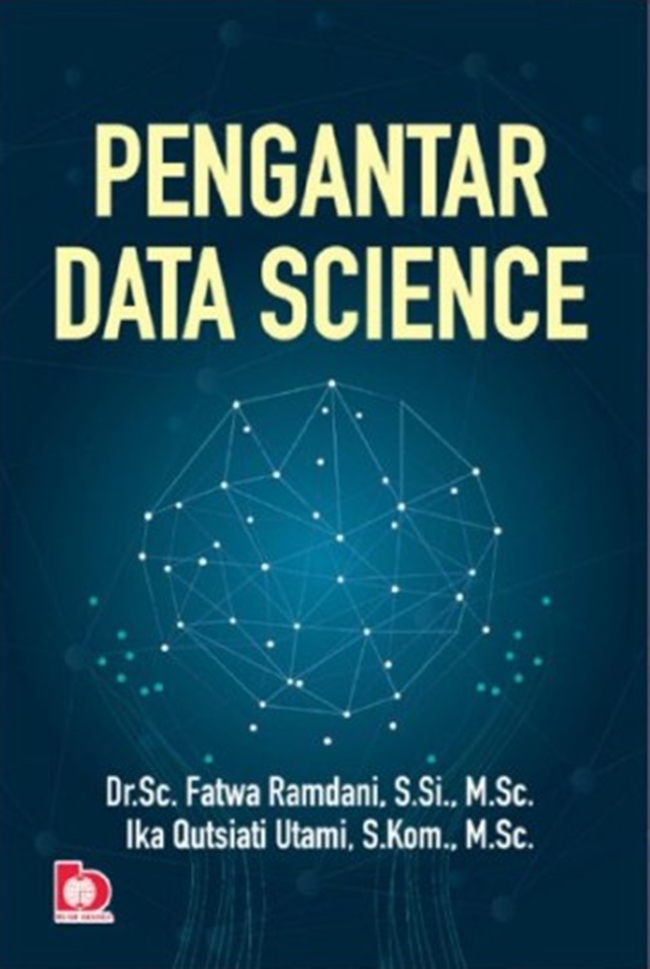 PENGANTAR
DATA SCIENCE
Dr.Sc. Fatwa Ramdani, S.Si., M.Sc.
Ika Qutsiati Utami, S.Kom., M.Sc.